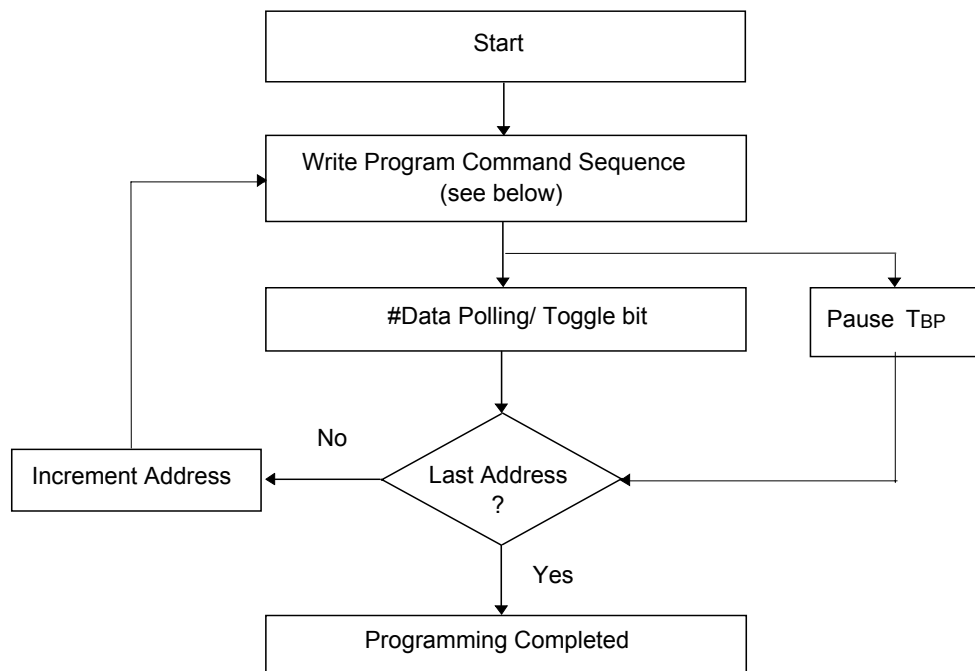 Start
Write Program Command Sequence
(see below)
#Data Polling/ Toggle bit
Pause TBP
No
Increment Address
Last Address
?
Yes
Programming Completed